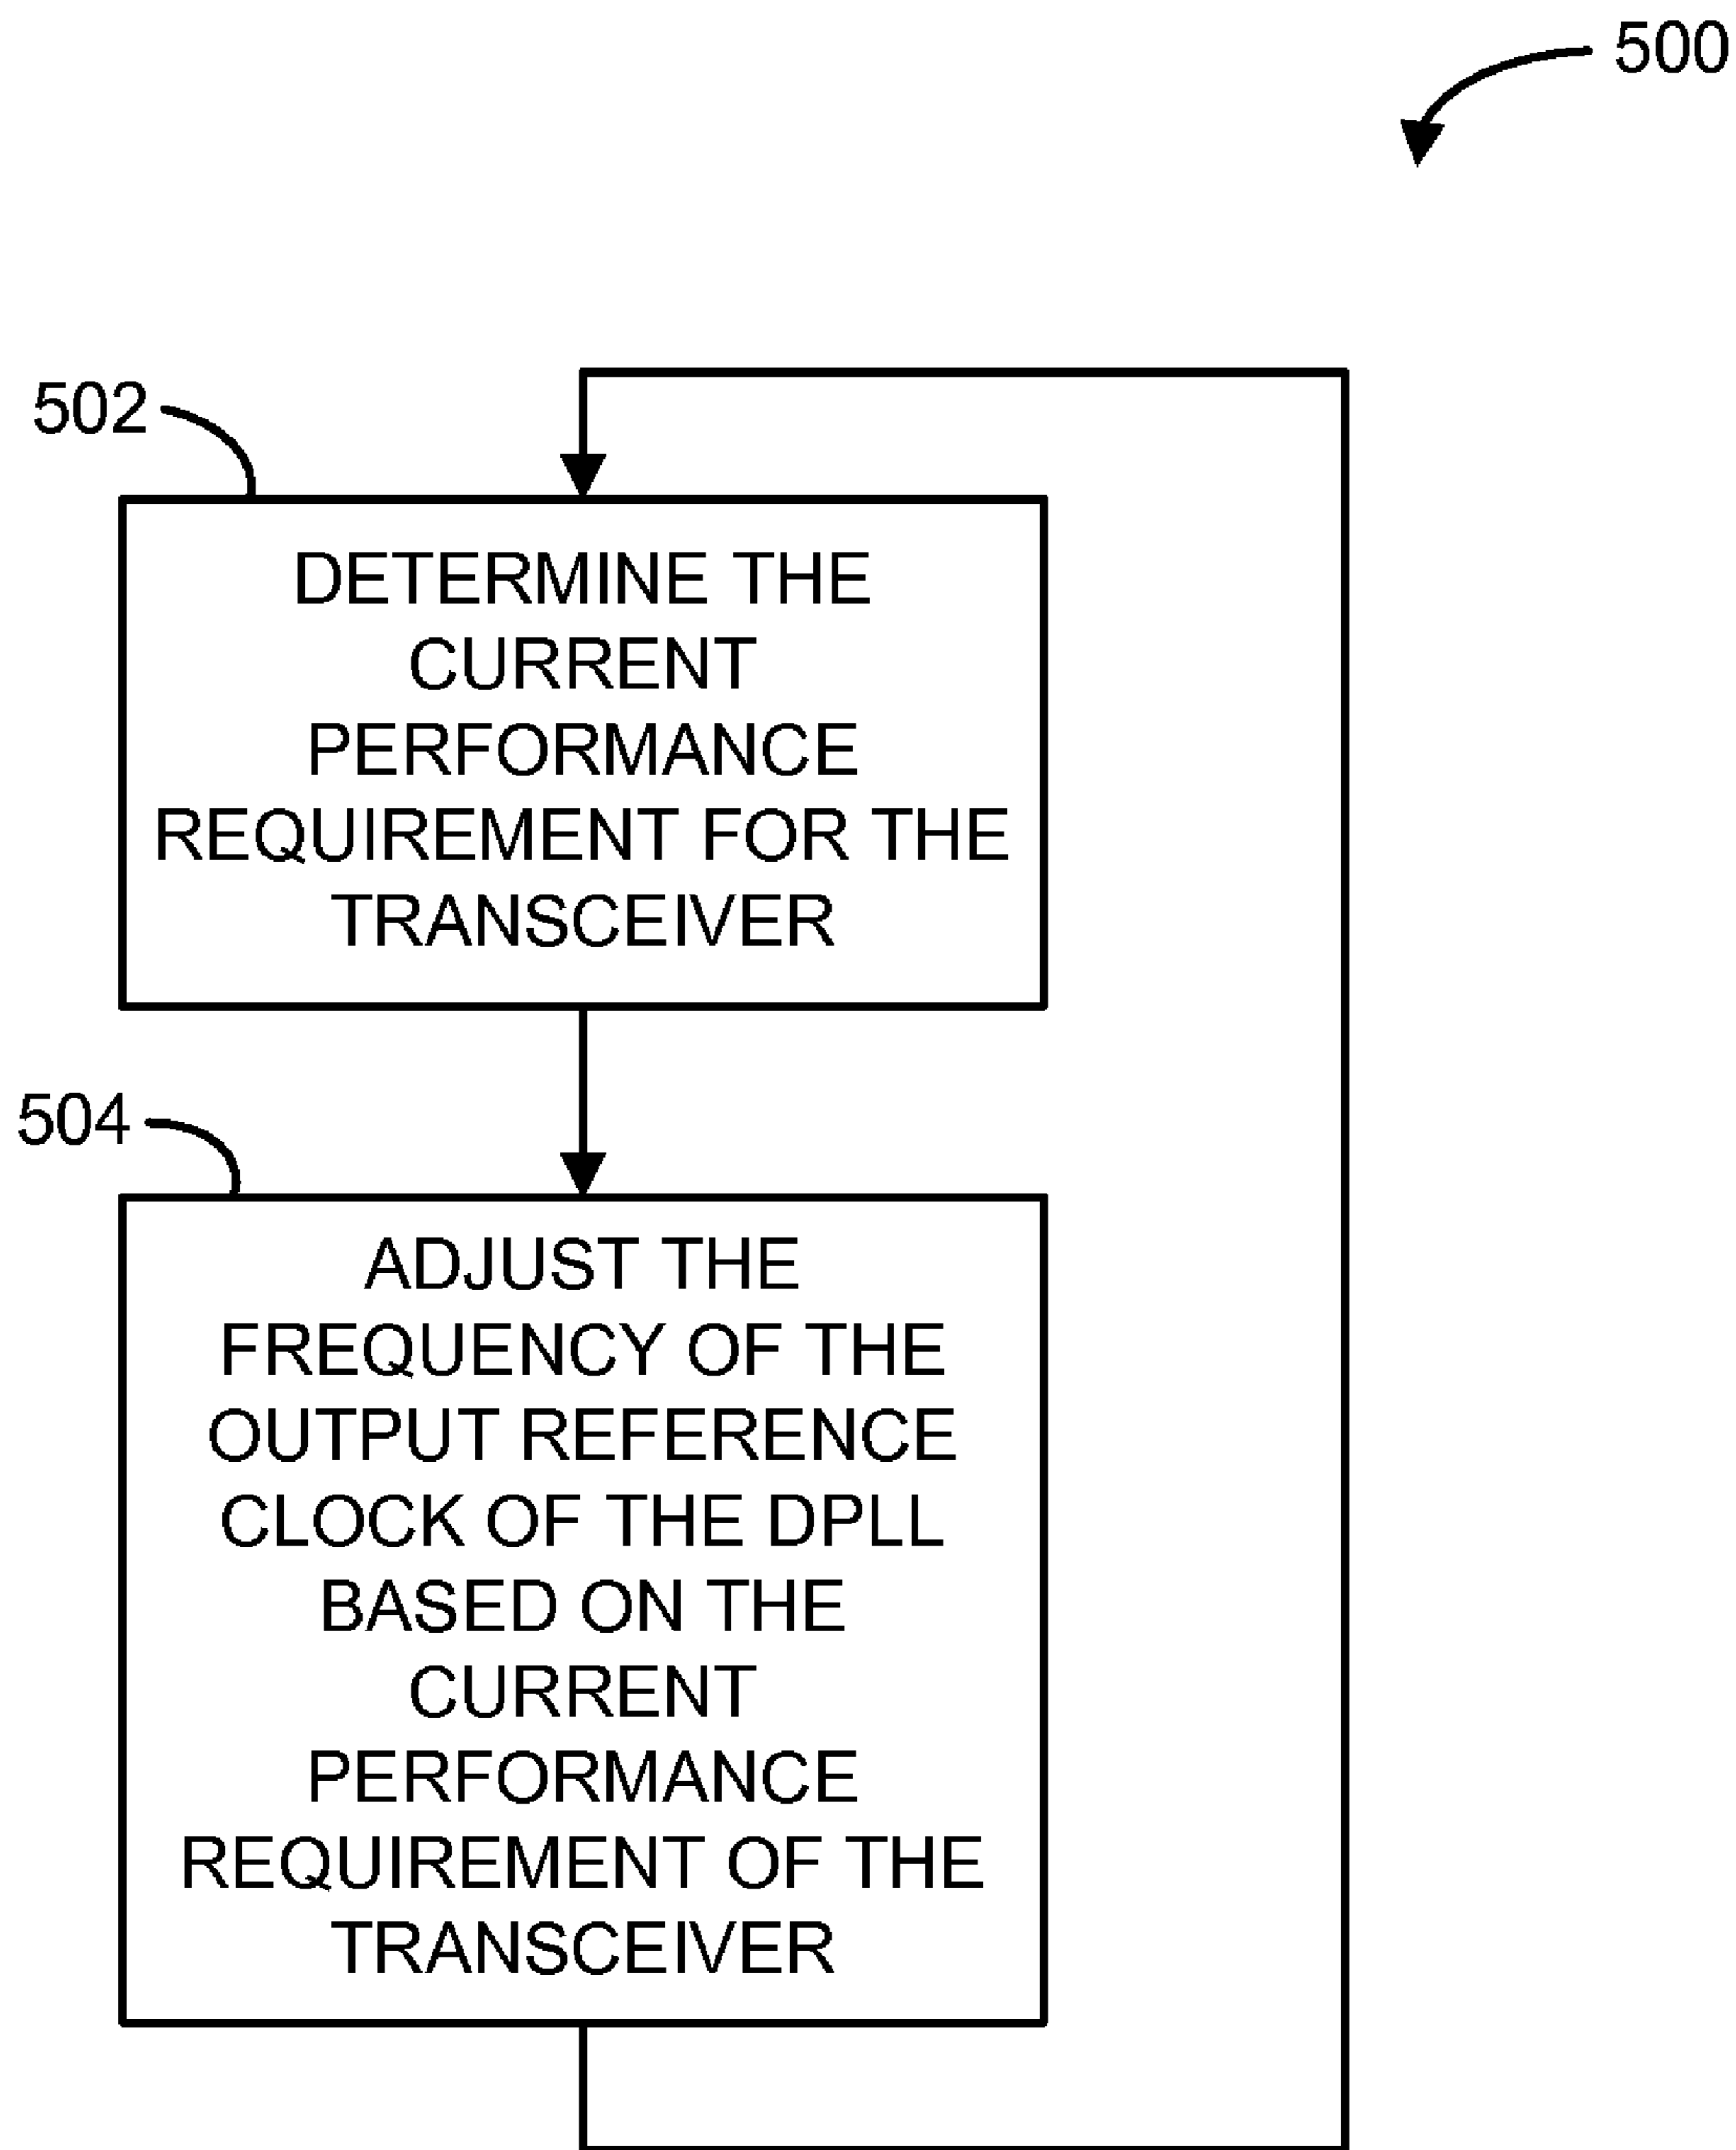 500
502
DETERMINE THE
CURRENT
PERFORMANCE
REQUIREMENT FOR THE
TRANSCEIVER
504
ADJUST THE
FREQUENCY OF THE
OUTPUT REFERENCE
CLOCK OF THE DPLL
BASED ON THE
CURRENT
PERFORMANCE
REQUIREMENT OF THE
TRANSCEIVER